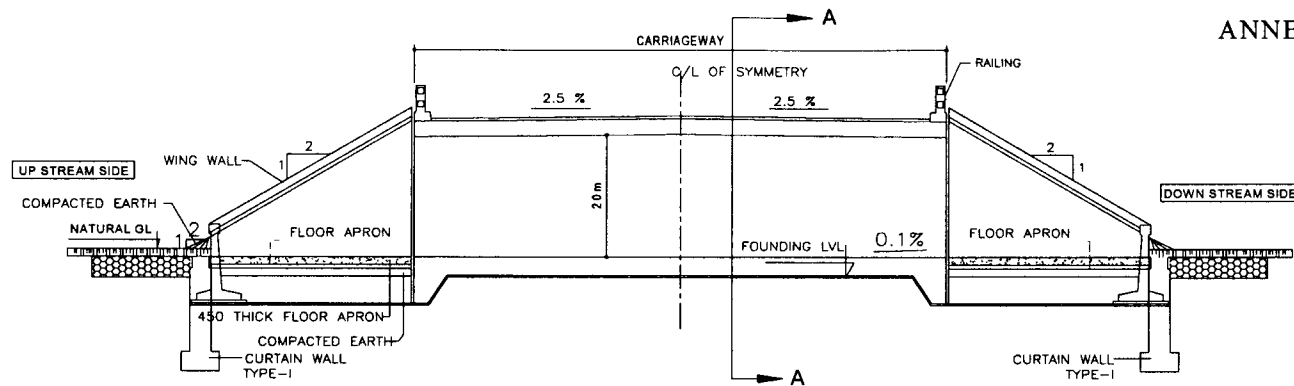 A
ANNE
CARRIAGEWAY
RAILING
C/L OF SYMMETRY
2.5 %
2.5 %
2
1
WING WALL
UP STREAM SIDE
COMPACTED EARTH
2
1
NATURAL GL
FLOOR APRON
20m
FOUNDING LVL
0.1%
FLOOR APRON
2
1
DOWN STREAM SIDE
450 THICK FLOOR APRON
COMPACTED EARTH
CURTAIN WALL
TYPE-I
A
CURTAIN WALL
TYPE-I